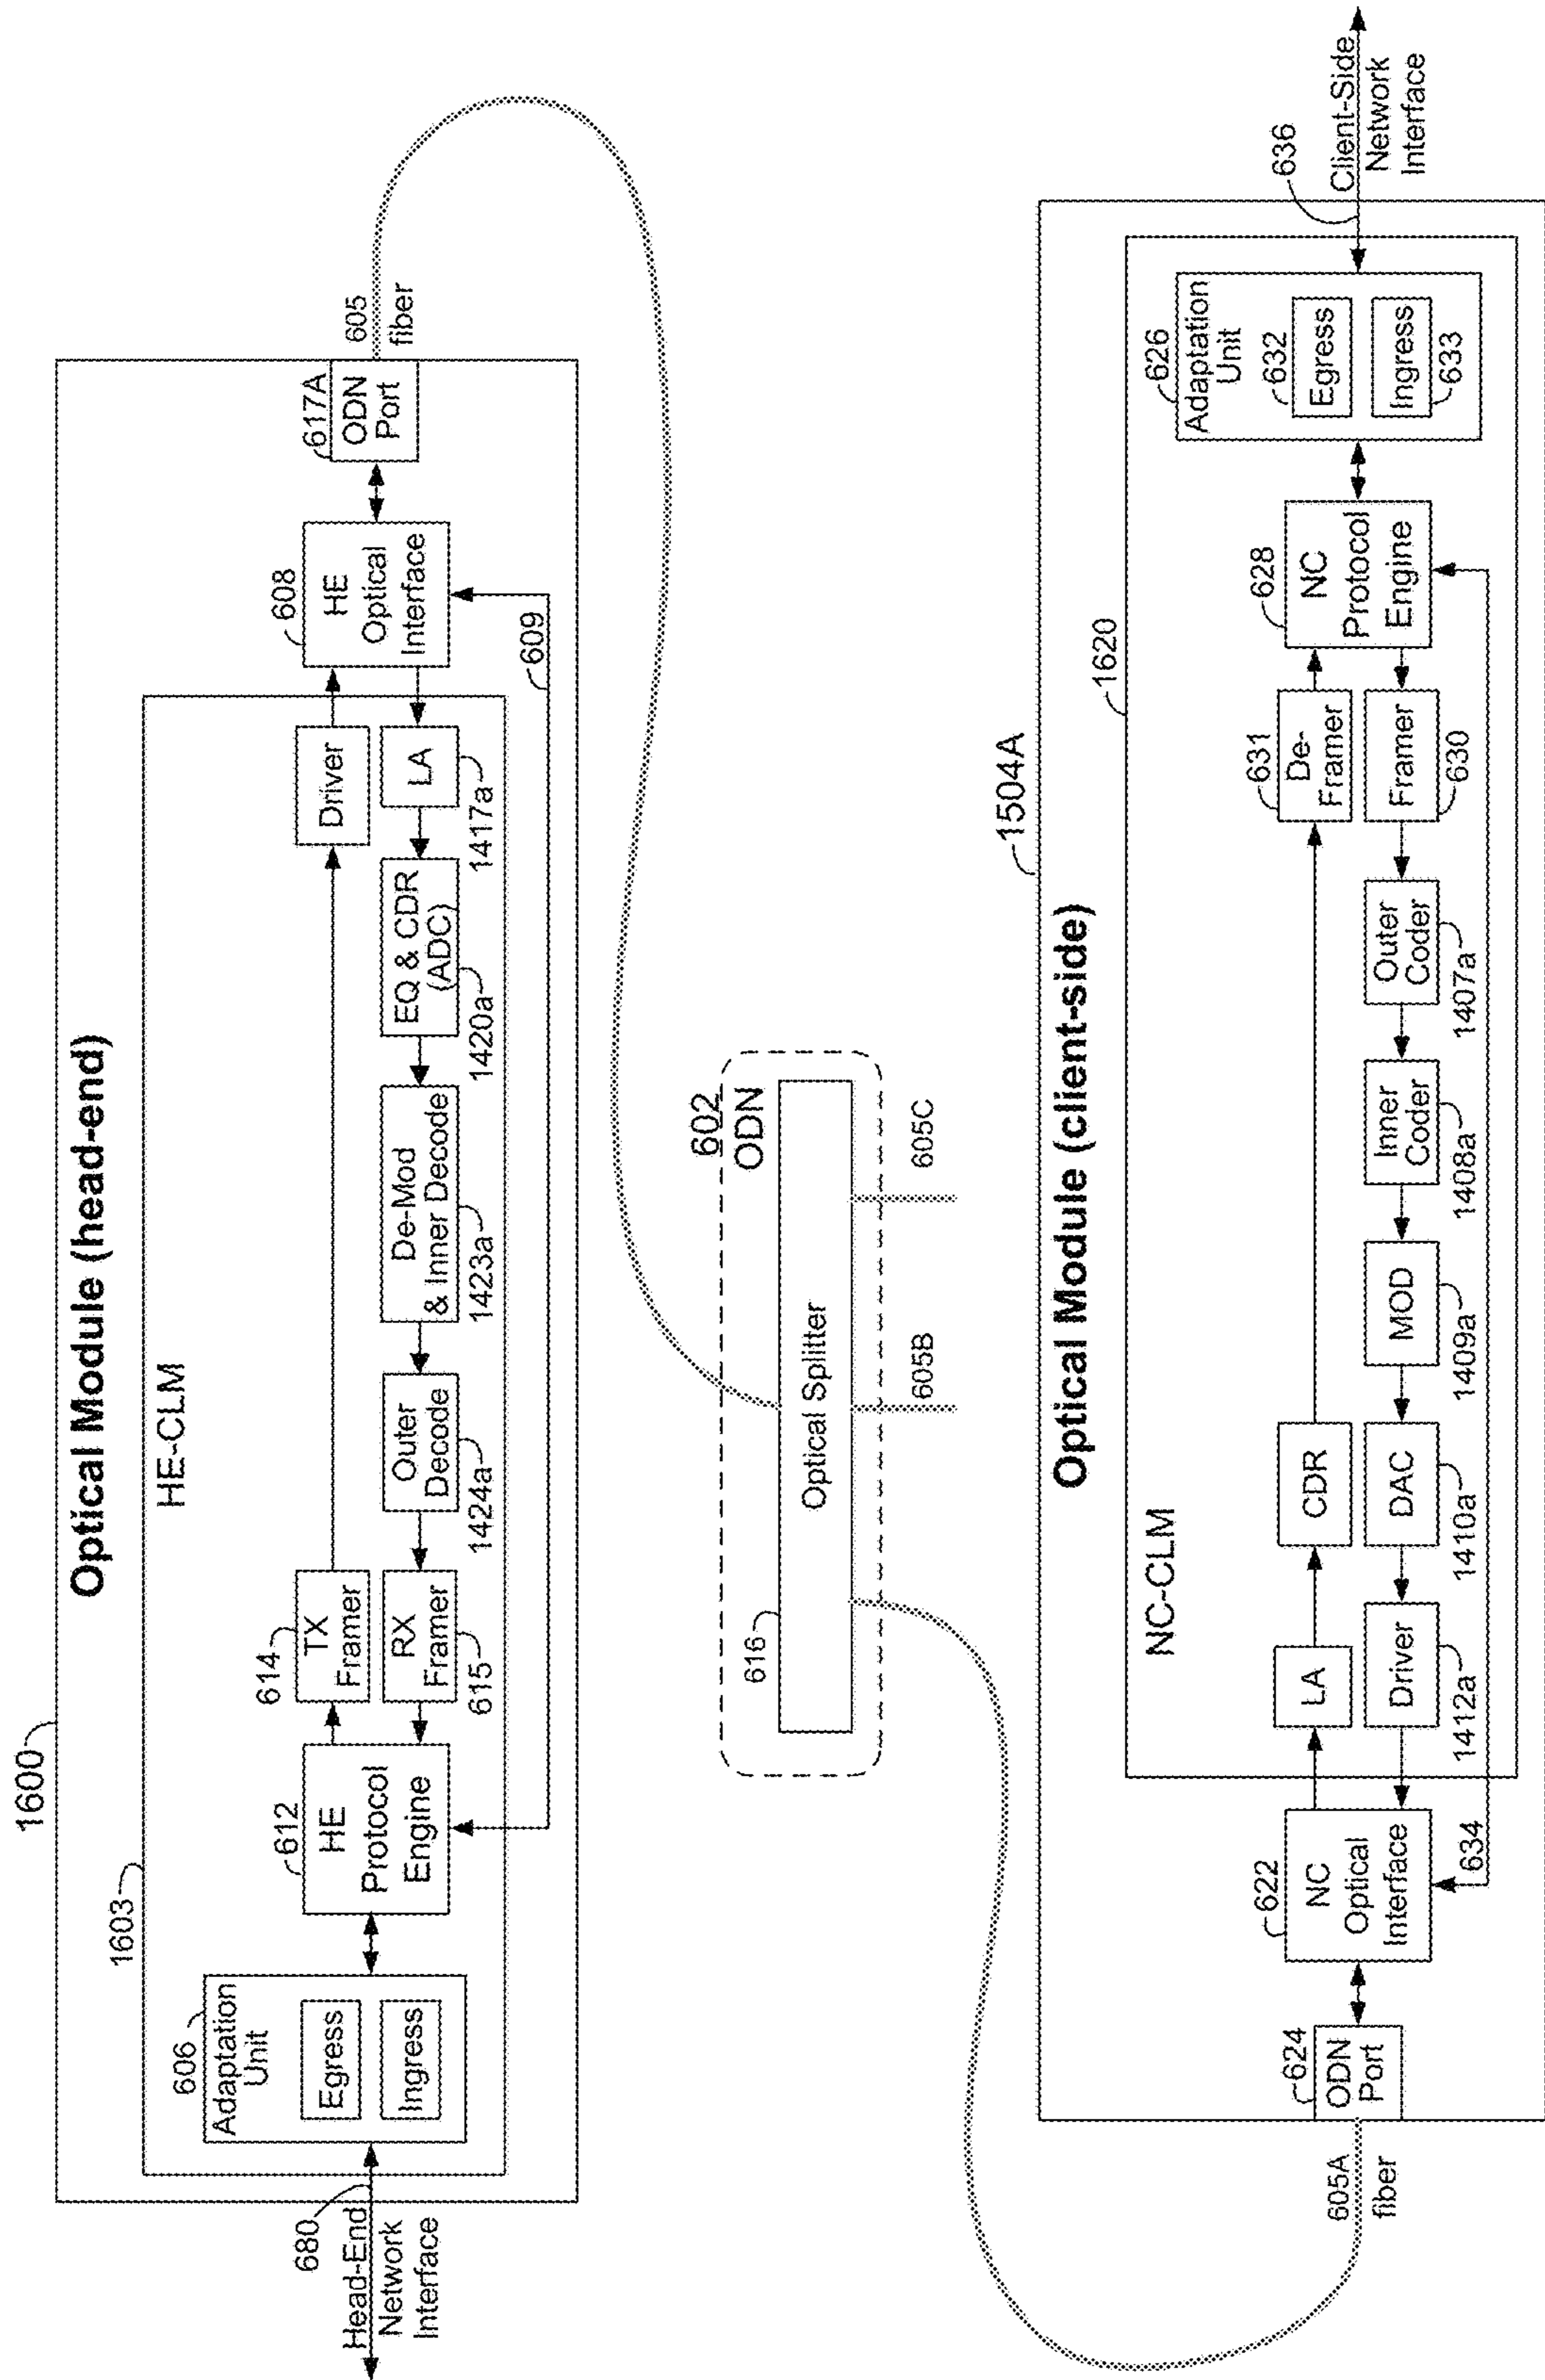 Optical Module (head-end)
1600
1603
HE-CLM
Head-End
Network
Interface
680
606
Adaptation
Unit
Egress
Ingress
612
HE
Protocol
Engine
614
TX
Framer
RX
Framer
615
Outer
Decode
1424a
De-Mod
& Inner Decode
1423a
EQ & CDR
(ADC)
1420a
Driver
LA
1417a
608
HE
Optical
Interface
609
617A
ODN
Port
605
fiber
602
ODN
616
Optical Splitter
605B
605C
1504A
Optical Module (client-side)
1620
NC-CLM
605A
fiber
624
ODN
Port
622
NC
Optical
Interface
634
LA
CDR
Driver
1412a
DAC
1410a
MOD
1409a
Inner
Coder
1408a
Outer
Coder
1407a
631
De-
Framer
Framer
630
628
NC
Protocol
Engine
626
Adaptation
Unit
632
Egress
Ingress
633
636
Client-Side
Network
Interface